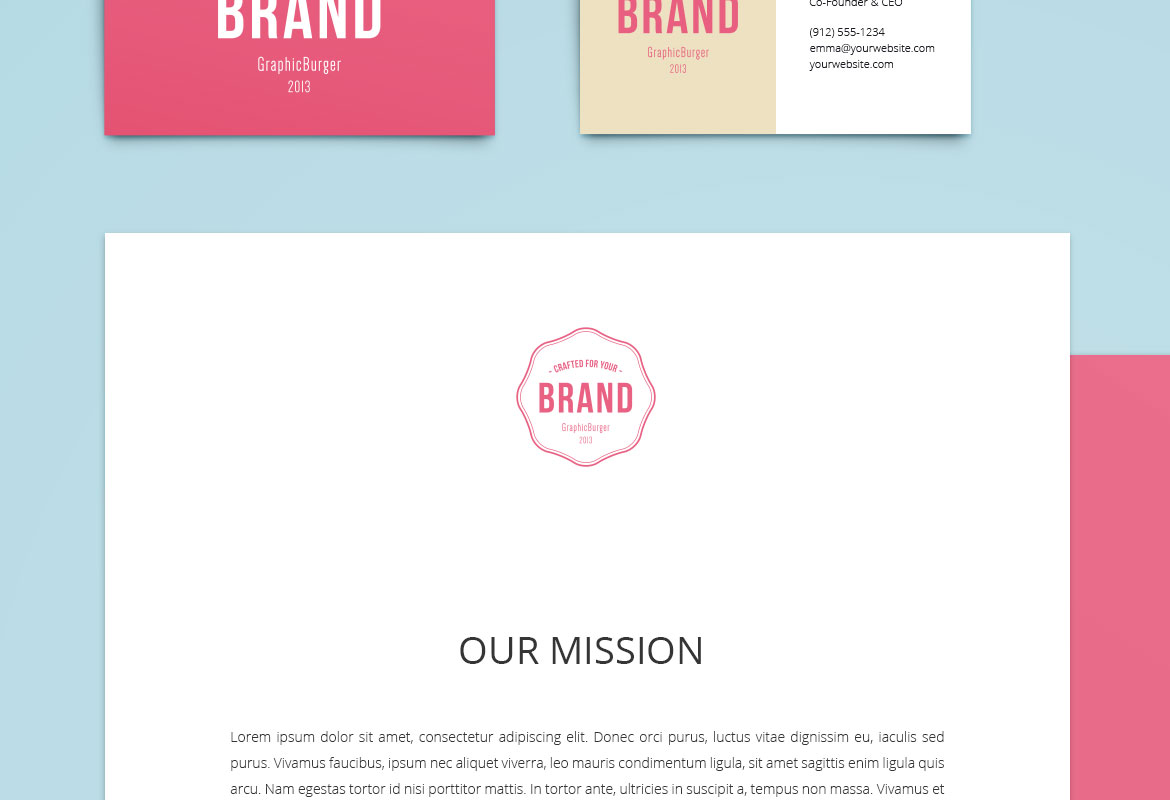 BRAND
GraphicBurger
2013
BRAND
GraphicBurger
2013
Co-Founder & CEO
(912) 555-1234
emma@yourwebsite.com
yourwebsite.com
- CRAFTED FOR YOUR -
BRAND
GraphicBurger
2013
OUR MISSION
Lorem ipsum dolor sit amet, consectetur adipiscing elit. Donec orci purus, luctus vitae dignissim eu, iaculis sed
purus. Vivamus faucibus, ipsum nec aliquet viverra, leo mauris condimentum ligula, sit amet sagittis enim ligula quis
arcu. Nam egestas tortor id nisi porttitor mattis. In tortor ante, ultricies in suscipit a, tempus non massa. Vivamus et